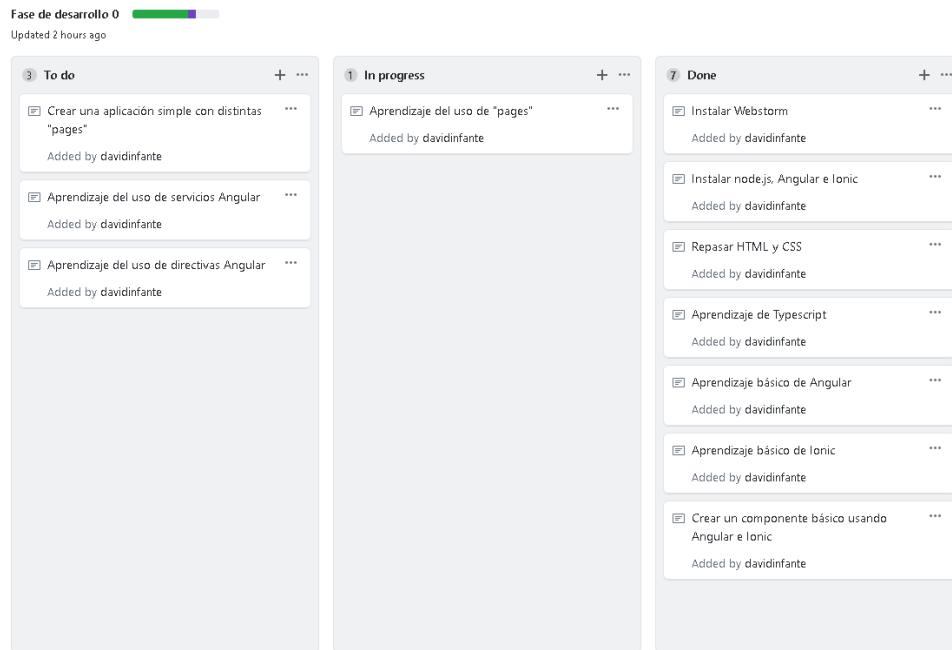 Fase de desarrollo 0
Updated 2 hours ago
3 To do
Crear una aplicación simple con distintas
"pages"
Added by davidinfante
Aprendizaje del uso de servicios Angular
Added by davidinfante
Aprendizaje del uso de directivas Angular
Added by davidinfante
1 In progress
Aprendizaje del uso de "pages"
Added by davidinfante
7 Done
Instalar Webstorm
Added by davidinfante
Instalar node.js, Angular e Ionic
Added by davidinfante
Repasar HTML y CSS
Added by davidinfante
Aprendizaje de Typescript
Added by davidinfante
Aprendizaje básico de Angular
Added by davidinfante
Aprendizaje básico de Ionic
Added by davidinfante
Crear un componente básico usando
Angular e Ionic
Added by davidinfante